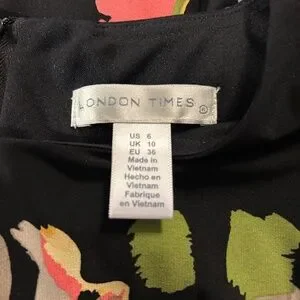 LONDON TIMES ®
US 6
UK 10
EU 36
Made in
Vietnam
Hecho en
Vietnam
Fabrique
en Vietnam